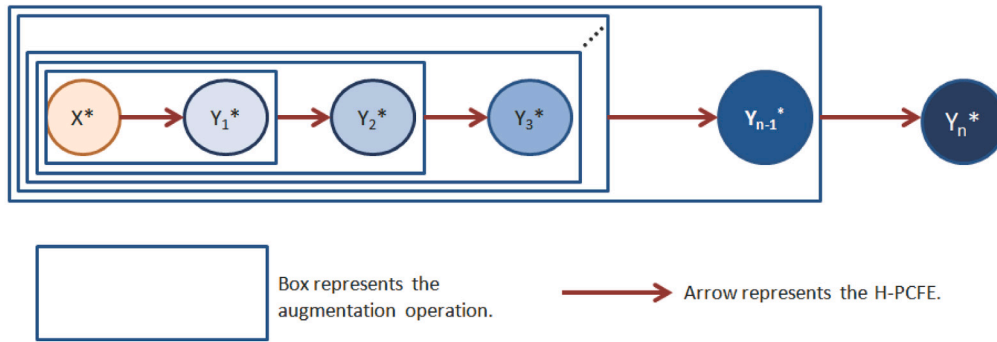 X*
Y₁*
Y₂*
Y₃*
Yₙ₋₁*
Yₙ*
Box represents the
augmentation operation.
Arrow represents the H-PCFE.